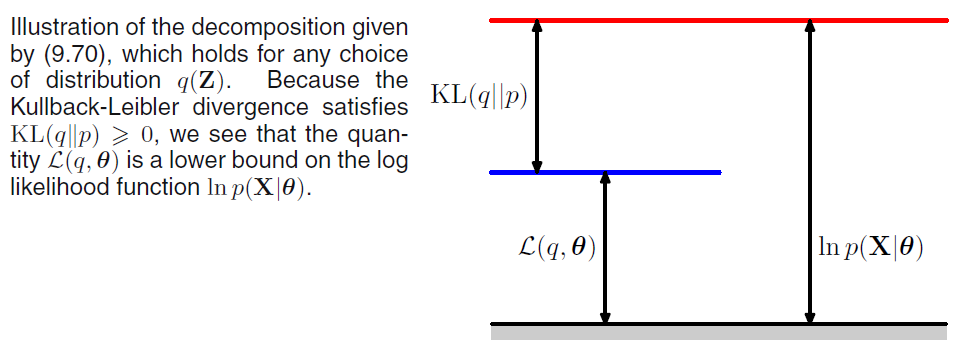 Illustration of the decomposition given
by (9.70), which holds for any choice
of distribution q(Z). Because the
Kullback-Leibler divergence satisfies
KL(q‖p) ⩾ 0, we see that the quan-
tity ℒ(q, θ) is a lower bound on the log
likelihood function ln p(X|θ).
KL(q||p)
ℒ(q, θ)
ln p(X|θ)